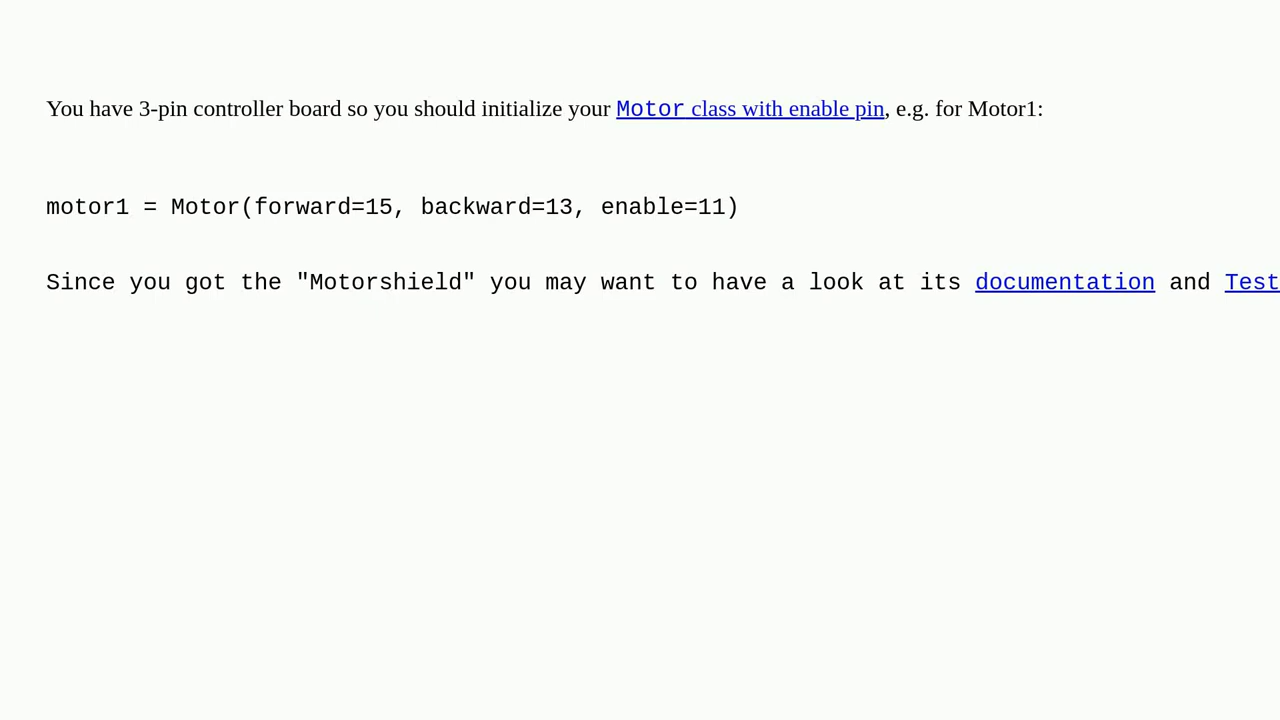 You have 3-pin controller board so you should initialize your Motor class with enable pin, e.g. for Motor1:
motor1 = Motor(forward=15, backward=13, enable=11)
Since you got the "Motorshield" you may want to have a look at its documentation and Test